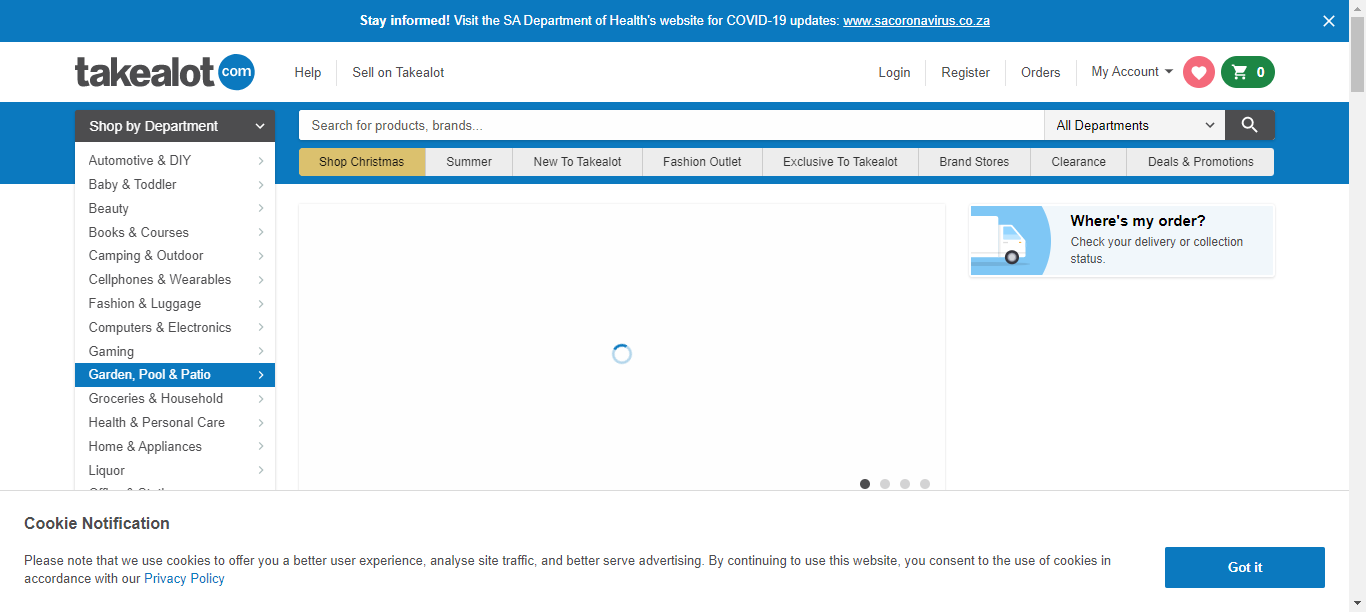 Stay informed! Visit the SA Department of Health's website for COVID-19 updates: www.sacoronavirus.co.za
takealot com
Help
Sell on Takealot
Login
Register
Orders
My Account
0
Shop by Department
Search for products, brands...
All Departments
Shop Christmas
Summer
New To Takealot
Fashion Outlet
Exclusive To Takealot
Brand Stores
Clearance
Deals & Promotions
Automotive & DIY
Baby & Toddler
Beauty
Books & Courses
Camping & Outdoor
Cellphones & Wearables
Fashion & Luggage
Computers & Electronics
Gaming
Garden, Pool & Patio
Groceries & Household
Health & Personal Care
Home & Appliances
Liquor
Where's my order?
Check your delivery or collection
status.
Cookie Notification
Please note that we use cookies to offer you a better user experience, analyse site traffic, and better serve advertising. By continuing to use this website, you consent to the use of cookies in
accordance with our Privacy Policy
Got it